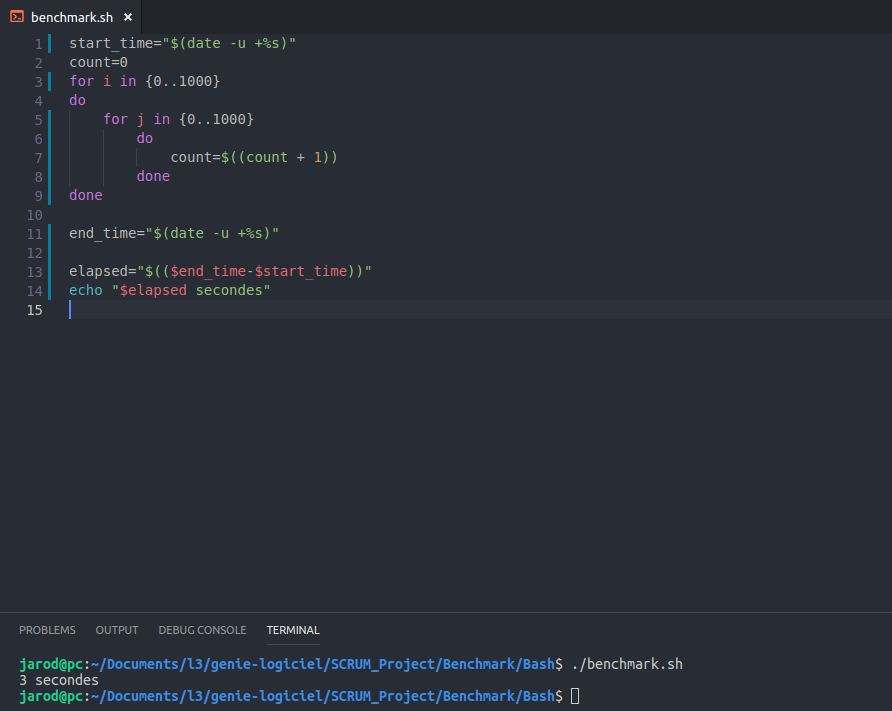 benchmark.sh ×
1 start_time="$(date -u +%s)"
2 count=0
3 for i in {0..1000}
4 do
5     for j in {0..1000}
6         do
7             count=$((count + 1))
8         done
9 done
10
11 end_time="$(date -u +%s)"
12
13 elapsed="$(($end_time-$start_time))"
14 echo "$elapsed secondes"
15
PROBLEMS OUTPUT DEBUG CONSOLE TERMINAL
jarod@pc:~/Documents/l3/genie-logiciel/SCRUM_Project/Benchmark/Bash$ ./benchmark.sh
3 secondes
jarod@pc:~/Documents/l3/genie-logiciel/SCRUM_Project/Benchmark/Bash$